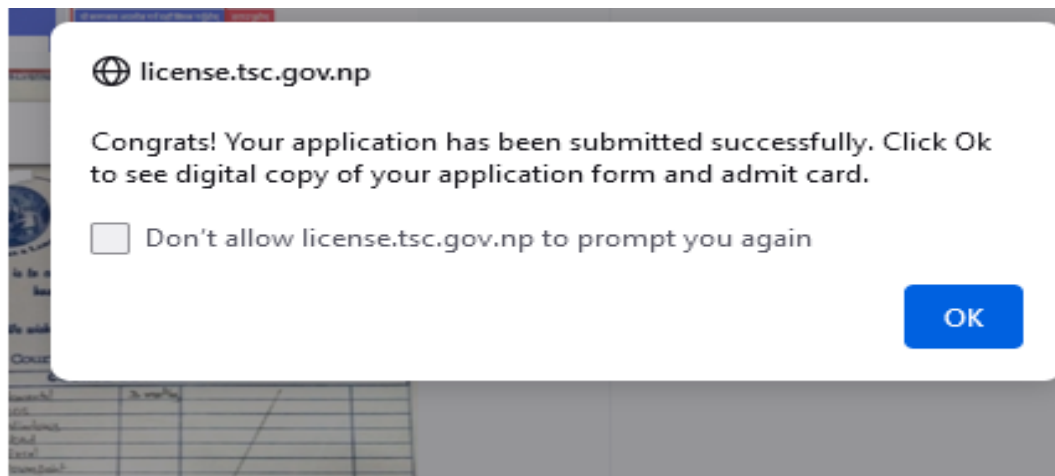 license.tsc.gov.np
Congrats! Your application has been submitted successfully. Click Ok
to see digital copy of your application form and admit card.
Don't allow license.tsc.gov.np to prompt you again
OK